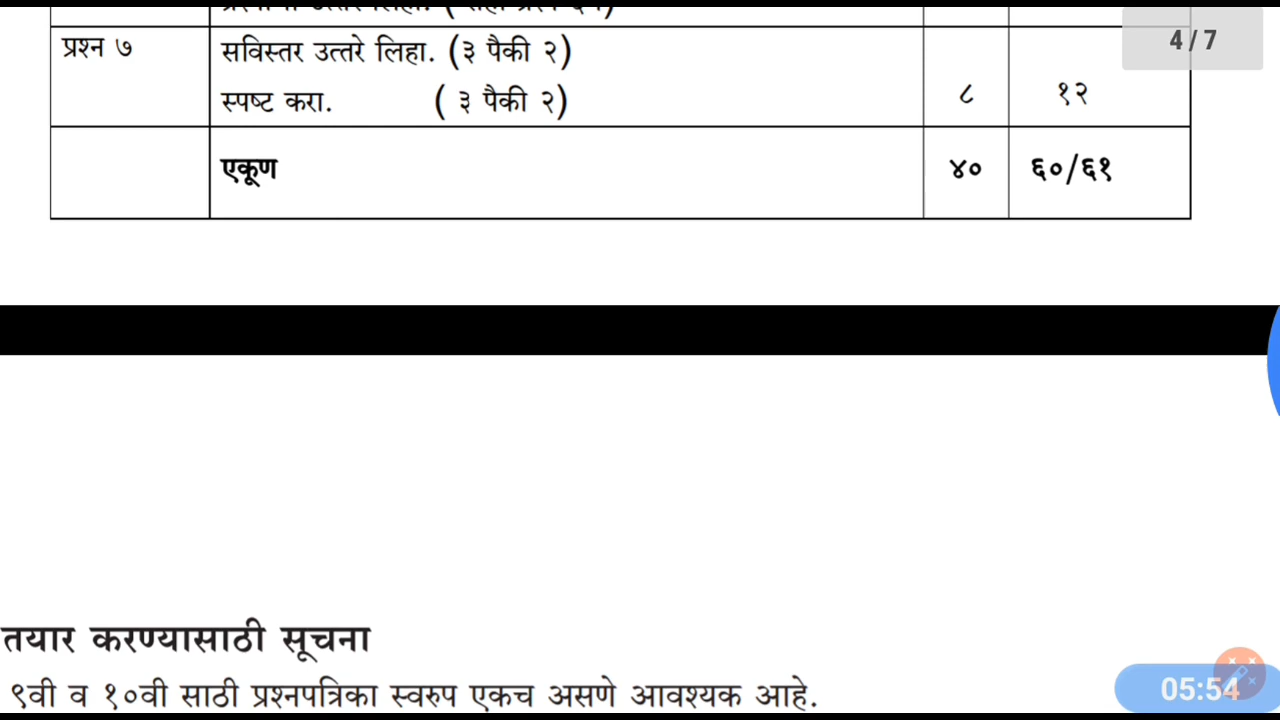 प्रश्न ७
सविस्तर उत्तरे लिहा. (३ पैकी २)
स्पष्ट करा. ( ३ पैकी २) ८ १२
एकूण ४० ६०/६१
4 / 7
तयार करण्यासाठी सूचना
९वी व १०वी साठी प्रश्नपत्रिका स्वरुप एकच असणे आवश्यक आहे.
05:54